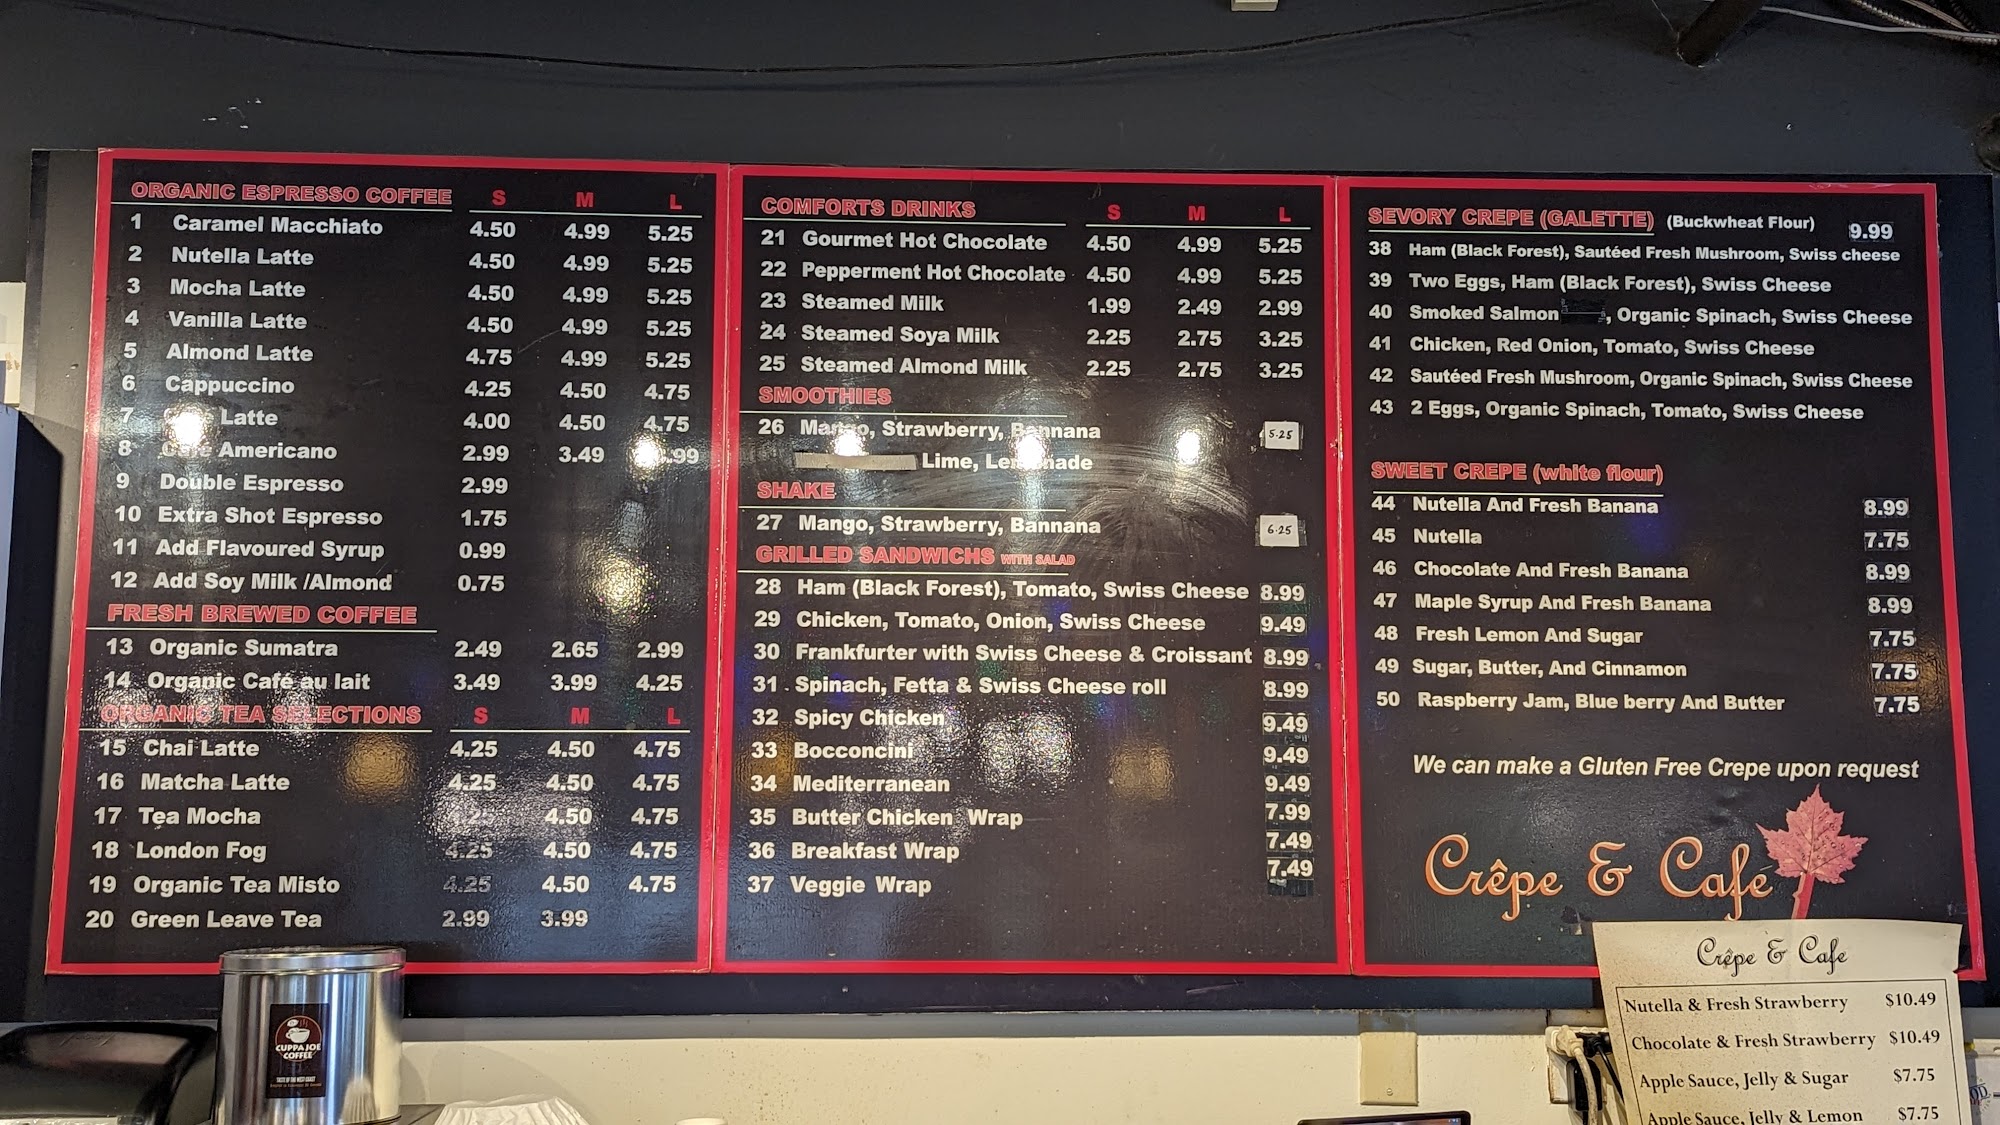 ORGANIC ESPRESSO COFFEE S M L
1 Caramel Macchiato 4.50 4.99 5.25
2 Nutella Latte 4.50 4.99 5.25
3 Mocha Latte 4.50 4.99 5.25
4 Vanilla Latte 4.50 4.99 5.25
5 Almond Latte 4.75 4.99 5.25
6 Cappuccino 4.25 4.50 4.75
7 Latte 4.00 4.50 4.75
8 Café Americano 2.99 3.49 .99
9 Double Espresso 2.99
10 Extra Shot Espresso 1.75
11 Add Flavoured Syrup 0.99
12 Add Soy Milk /Almond 0.75
FRESH BREWED COFFEE
13 Organic Sumatra 2.49 2.65 2.99
14 Organic Café au lait 3.49 3.99 4.25
ORGANIC TEA SELECTIONS S M L
15 Chai Latte 4.25 4.50 4.75
16 Matcha Latte 4.25 4.50 4.75
17 Tea Mocha 4.50 4.75
18 London Fog 4.25 4.50 4.75
19 Organic Tea Misto 4.25 4.50 4.75
20 Green Leave Tea 2.99 3.99
COMFORTS DRINKS S M L
21 Gourmet Hot Chocolate 4.50 4.99 5.25
22 Pepperment Hot Chocolate 4.50 4.99 5.25
23 Steamed Milk 1.99 2.49 2.99
24 Steamed Soya Milk 2.25 2.75 3.25
25 Steamed Almond Milk 2.25 2.75 3.25
SMOOTHIES
26 Mango, Strawberry, Bannana 5.25
Lime, Lemonade
SHAKE
27 Mango, Strawberry, Bannana 6.25
GRILLED SANDWICHS WITH SALAD
28 Ham (Black Forest), Tomato, Swiss Cheese 8.99
29 Chicken, Tomato, Onion, Swiss Cheese 9.49
30 Frankfurter with Swiss Cheese & Croissant 8.99
31 Spinach, Fetta & Swiss Cheese roll 8.99
32 Spicy Chicken 9.49
33 Bocconcini 9.49
34 Mediterranean 9.49
35 Butter Chicken Wrap 7.99
36 Breakfast Wrap 7.49
37 Veggie Wrap 7.49
SEVORY CREPE (GALETTE) (Buckwheat Flour) 9.99
38 Ham (Black Forest), Sautéed Fresh Mushroom, Swiss cheese
39 Two Eggs, Ham (Black Forest), Swiss Cheese
40 Smoked Salmon , Organic Spinach, Swiss Cheese
41 Chicken, Red Onion, Tomato, Swiss Cheese
42 Sautéed Fresh Mushroom, Organic Spinach, Swiss Cheese
43 2 Eggs, Organic Spinach, Tomato, Swiss Cheese
SWEET CREPE (white flour)
44 Nutella And Fresh Banana 8.99
45 Nutella 7.75
46 Chocolate And Fresh Banana 8.99
47 Maple Syrup And Fresh Banana 8.99
48 Fresh Lemon And Sugar 7.75
49 Sugar, Butter, And Cinnamon 7.75
50 Raspberry Jam, Blue berry And Butter 7.75
We can make a Gluten Free Crepe upon request
Crêpe & Cafe
Crêpe & Cafe
Nutella & Fresh Strawberry $10.49
Chocolate & Fresh Strawberry $10.49
Apple Sauce, Jelly & Sugar $7.75
Apple Sauce, Jelly & Lemon $7.75
CUPPA JOE
COFFEE
TASTE OF THE WEST COAST